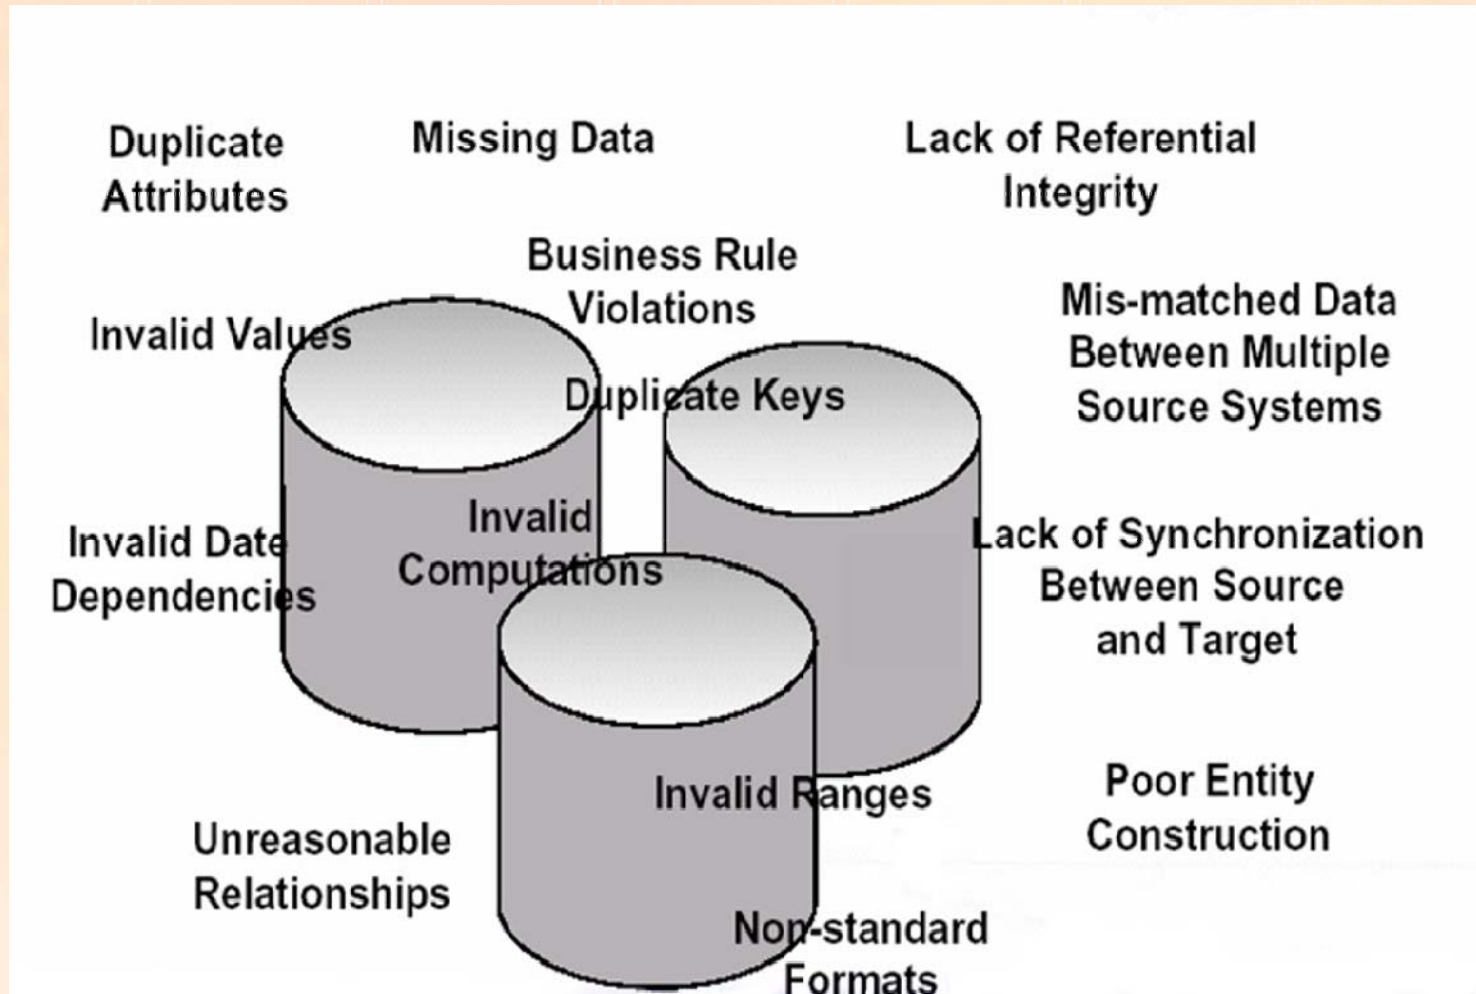 Duplicate
Attributes
Missing Data
Lack of Referential
Integrity
Business Rule
Violations
Invalid Values
Mis-matched Data
Between Multiple
Source Systems
Duplicate Keys
Invalid
Computations
Invalid Date
Dependencies
Lack of Synchronization
Between Source
and Target
Invalid Ranges
Poor Entity
Construction
Unreasonable
Relationships
Non-standard
Formats